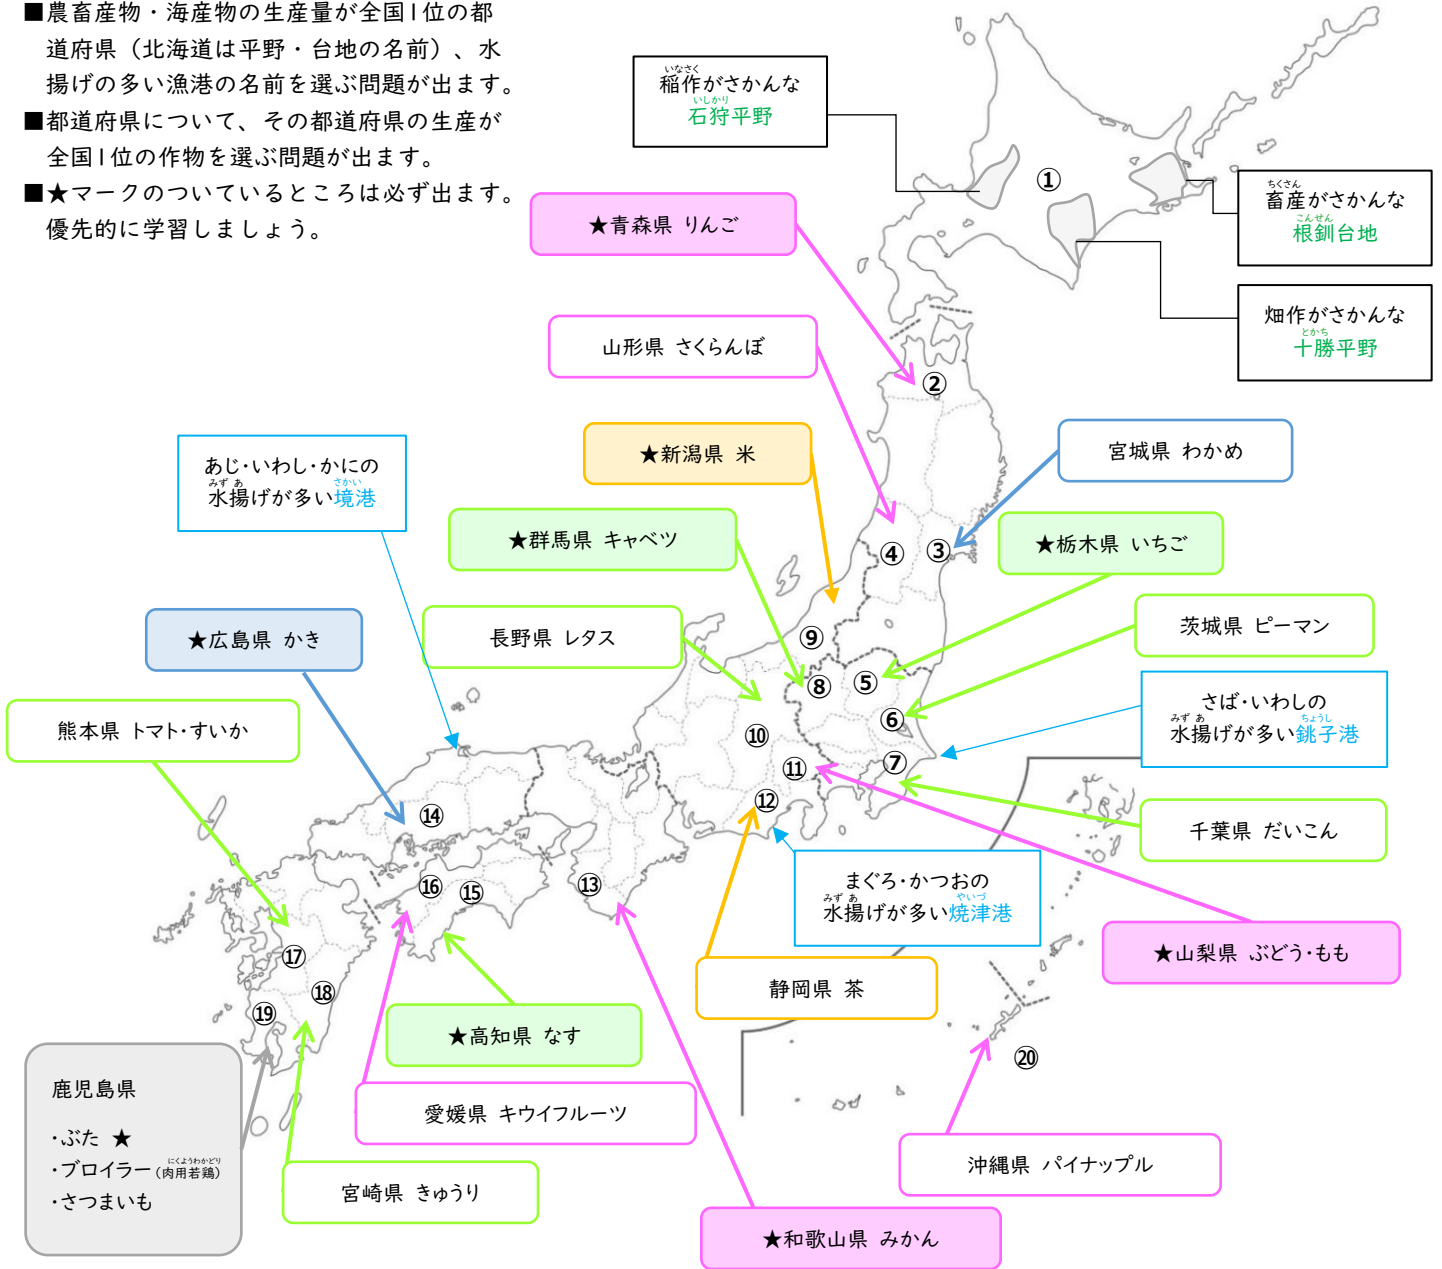 ■農畜産物・海産物の生産量が全国1位の都
道府県（北海道は平野・台地の名前）、水
揚げの多い漁港の名前を選ぶ問題が出ます。
■都道府県について、その都道府県の生産が
全国1位の作物を選ぶ問題が出ます。
■★マークのついているところは必ず出ます。
優先的に学習しましょう。
いなさく
稲作がさかんな
いしかり
石狩平野
①
ちくさん
畜産がさかんな
こんせん
根釧台地
畑作がさかんな
とかち
十勝平野
★青森県 りんご
山形県 さくらんぼ
②
★新潟県 米
宮城県 わかめ
あじ・いわし・かにの
みず あ
さかい
水揚げが多い境港
★群馬県 キャベツ
④
③
★栃木県 いちご
★広島県 かき
長野県 レタス
⑨
茨城県 ピーマン
⑧
⑤
⑥
熊本県 トマト・すいか
⑩
さば・いわしの
みず あ
ちょうし
水揚げが多い銚子港
⑪
⑦
⑫
⑭
千葉県 だいこん
⑯
⑮
⑬
まぐろ・かつおの
みず あ
やいづ
水揚げが多い焼津港
★山梨県 ぶどう・もも
⑰
⑱
⑲
静岡県 茶
★高知県 なす
⑳
鹿児島県
・ぶた ★
にくようわかどり
・ブロイラー（肉用若鶏）
・さつまいも
愛媛県 キウイフルーツ
宮崎県 きゅうり
沖縄県 パイナップル
★和歌山県 みかん